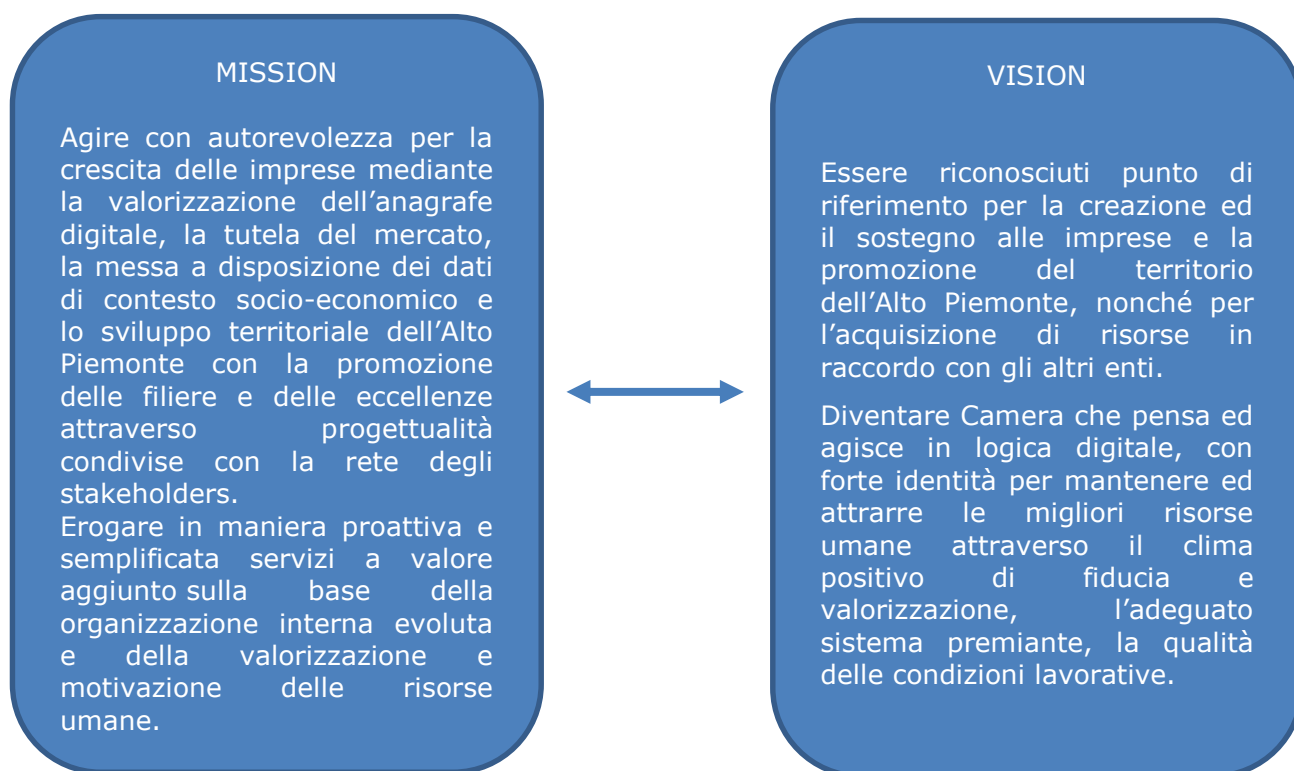 MISSION
Agire con autorevolezza per la
crescita delle imprese mediante
la valorizzazione dell’anagrafe
digitale, la tutela del mercato,
la messa a disposizione dei dati
di contesto socio-economico e
lo sviluppo territoriale dell’Alto
Piemonte con la promozione
delle filiere e delle eccellenze
attraverso progettualità
condivise con la rete degli
stakeholders.
Erogare in maniera proattiva e
semplificata servizi a valore
aggiunto sulla base della
organizzazione interna evoluta
e della valorizzazione e
motivazione delle risorse
umane.
VISION
Essere riconosciuti punto di
riferimento per la creazione ed
il sostegno alle imprese e la
promozione del territorio
dell’Alto Piemonte, nonché per
l’acquisizione di risorse in
raccordo con gli altri enti.
Diventare Camera che pensa ed
agisce in logica digitale, con
forte identità per mantenere ed
attrarre le migliori risorse
umane attraverso il clima
positivo di fiducia e
valorizzazione, l’adeguato
sistema premiante, la qualità
delle condizioni lavorative.